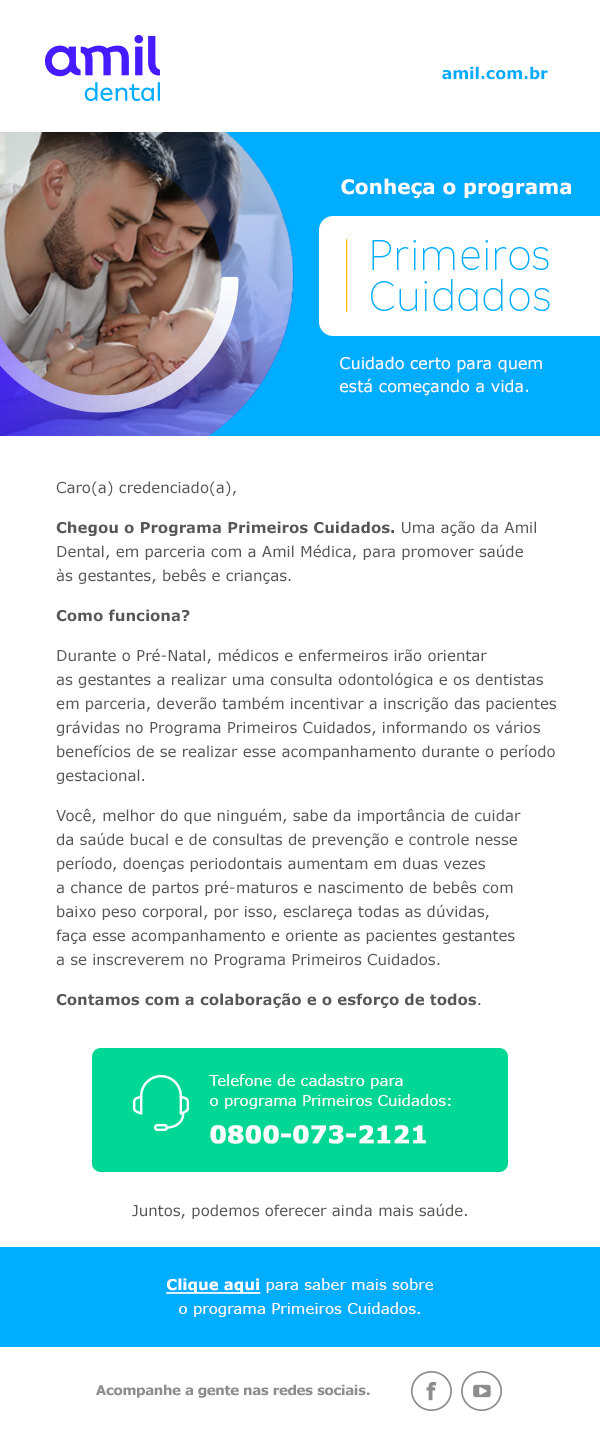 amil
dental
amil.com.br
Conheça o programa
Primeiros
Cuidados
Cuidado certo para quem
está começando a vida.
Caro(a) credenciado(a),
Chegou o Programa Primeiros Cuidados. Uma ação da Amil
Dental, em parceria com a Amil Médica, para promover saúde
às gestantes, bebês e crianças.
Como funciona?
Durante o Pré-Natal, médicos e enfermeiros irão orientar
as gestantes a realizar uma consulta odontológica e os dentistas
em parceria, deverão também incentivar a inscrição das pacientes
grávidas no Programa Primeiros Cuidados, informando os vários
benefícios de se realizar esse acompanhamento durante o período
gestacional.
Você, melhor do que ninguém, sabe da importância de cuidar
da saúde bucal e de consultas de prevenção e controle nesse
período, doenças periodontais aumentam em duas vezes
a chance de partos pré-maturos e nascimento de bebês com
baixo peso corporal, por isso, esclareça todas as dúvidas,
faça esse acompanhamento e oriente as pacientes gestantes
a se inscreverem no Programa Primeiros Cuidados.
Contamos com a colaboração e o esforço de todos.
Telefone de cadastro para
o programa Primeiros Cuidados:
0800-073-2121
Juntos, podemos oferecer ainda mais saúde.
Clique aqui para saber mais sobre
o programa Primeiros Cuidados.
Acompanhe a gente nas redes sociais.